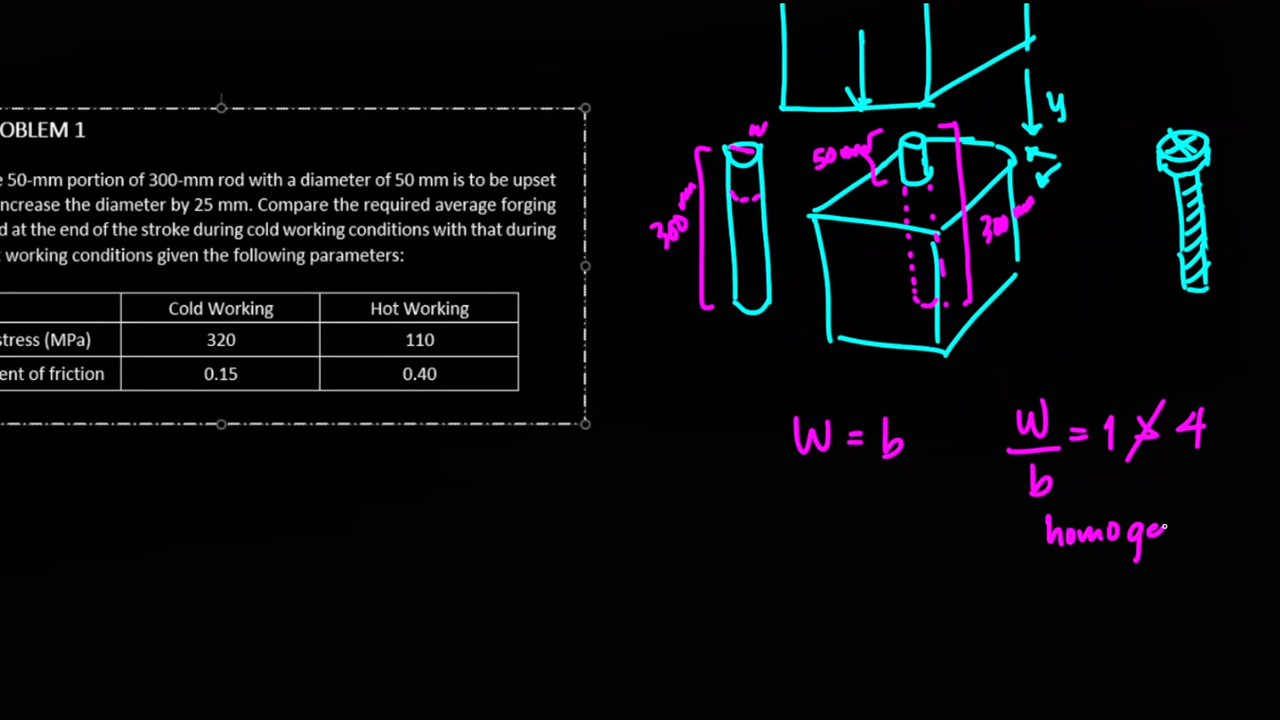 OBLEM 1
e 50-mm portion of 300-mm rod with a diameter of 50 mm is to be upset
ncrease the diameter by 25 mm. Compare the required average forging
d at the end of the stroke during cold working conditions with that during
working conditions given the following parameters:
Cold Working Hot Working
stress (MPa) 320 110
ent of friction 0.15 0.40
w
300 mm
50 mm
300 mm
y
W = b
W/b = 1 ≯ 4
homoge